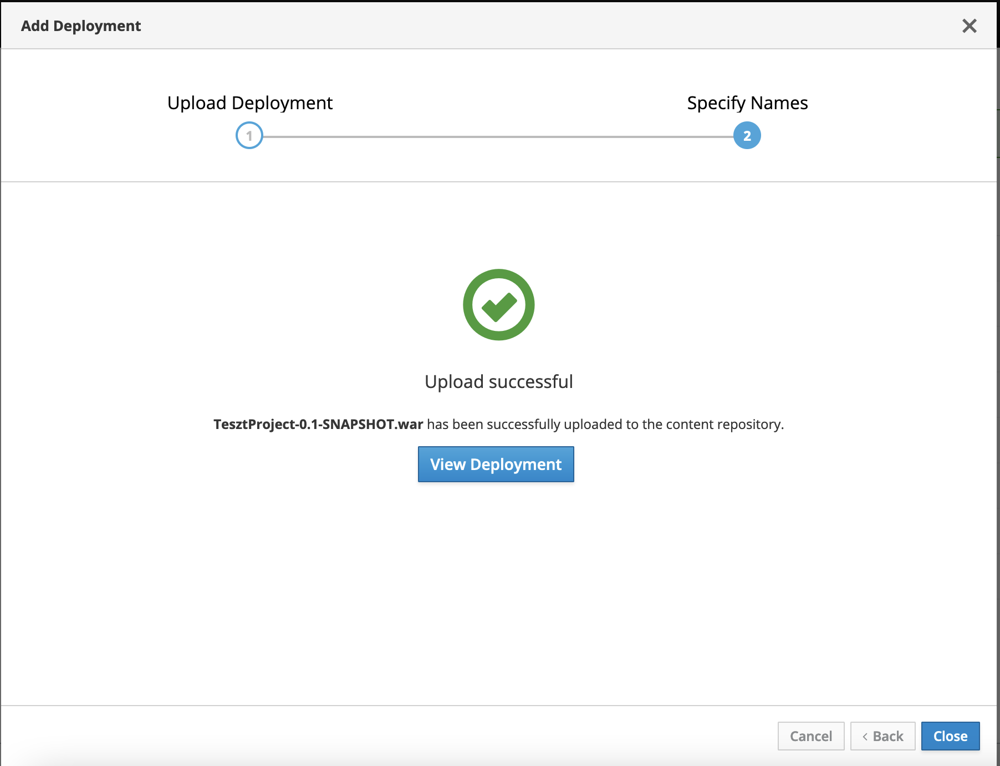 Add Deployment
Upload Deployment
Specify Names
1
2
Upload successful
TesztProject-0.1-SNAPSHOT.war has been successfully uploaded to the content repository.
View Deployment
Cancel
Back
Close